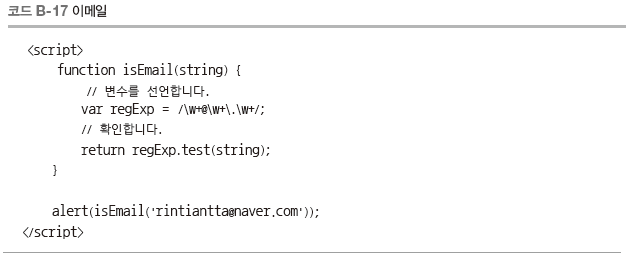 코드 B-17 이메일
<script>
function isEmail(string) {
// 변수를 선언합니다.
var regExp = /\w+@\w+\.\w+/;
// 확인합니다.
return regExp.test(string);
}
alert(isEmail('rintiantta@naver.com'));
</script>